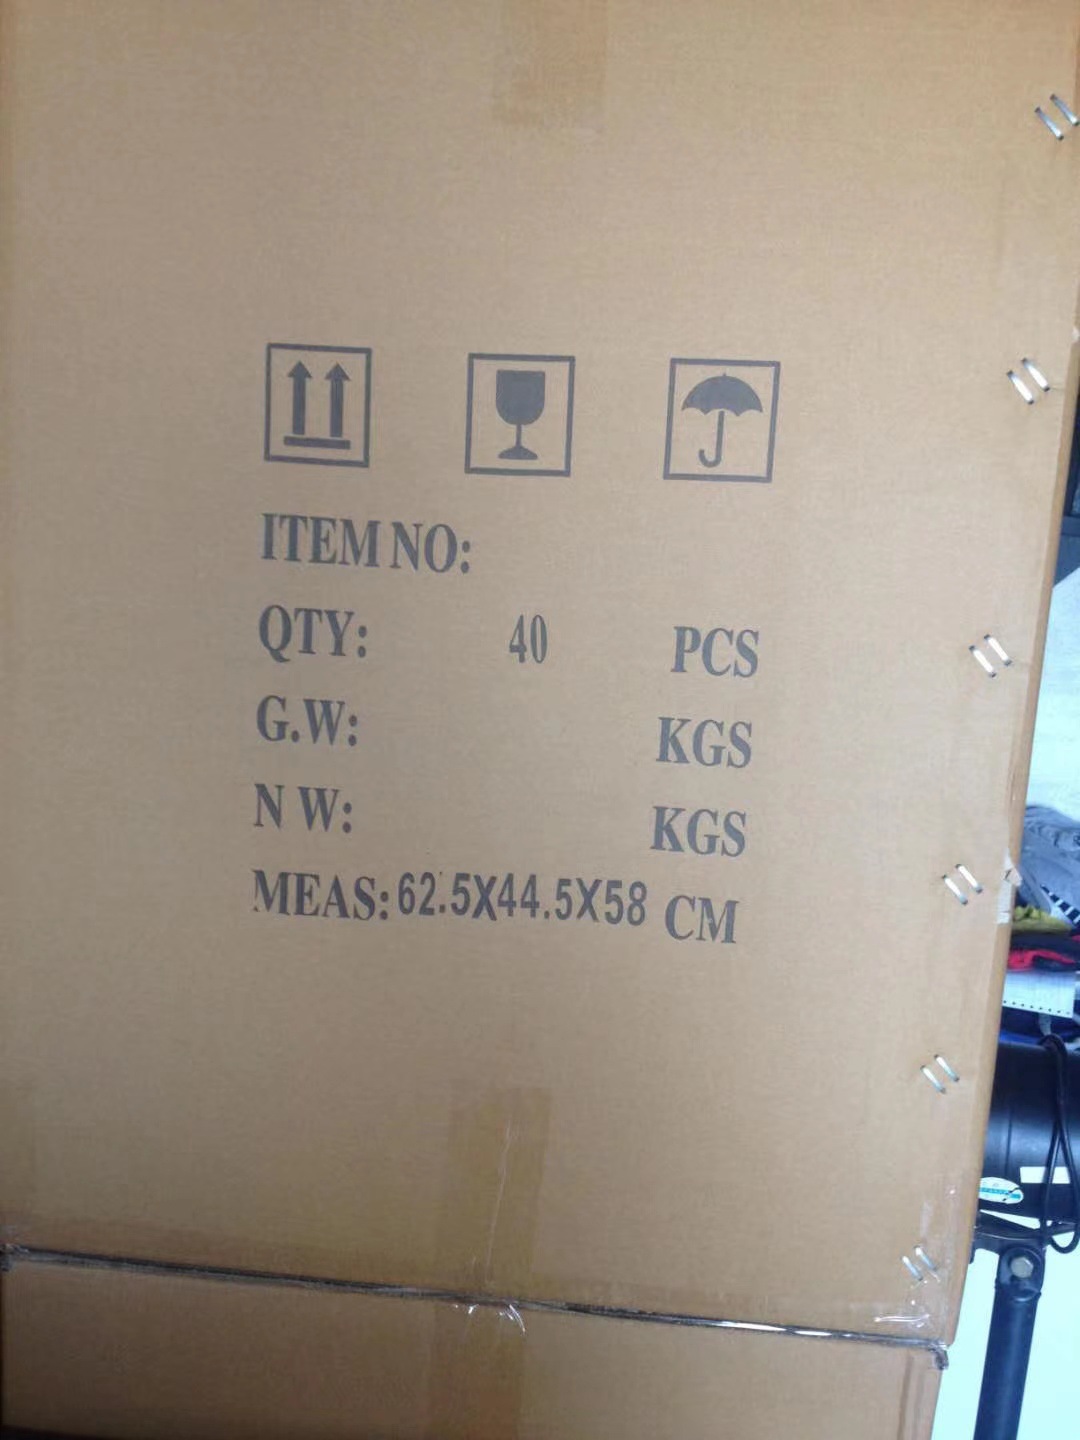 ITEM NO:
QTY: 40 PCS
G.W: KGS
N W: KGS
MEAS: 62.5X44.5X58 CM